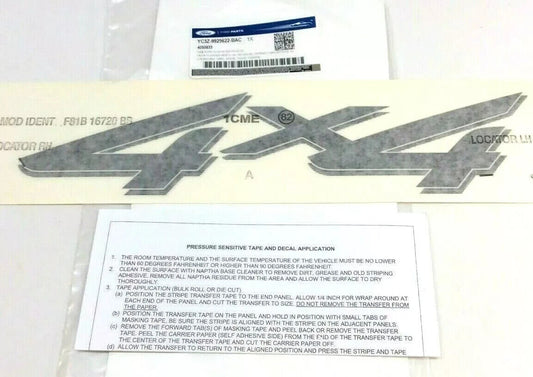 Ford
FORD PARTS
YC3Z-9925622-BAC 1X
MOD IDENT F81B 16720 BB
1CME 62
4x4
LOCATOR RH
LOCATOR LH
A
PRESSURE SENSITIVE TAPE AND DECAL APPLICATION
1. THE ROOM TEMPERATURE AND THE SURFACE TEMPERATURE OF THE VEHICLE MUST BE NO LOWER
THAN 60 DEGREES FAHRENHEIT OR HIGHER THAN 90 DEGREES FAHRENHEIT.
2. CLEAN THE SURFACE WITH NAPTHA BASE CLEANER TO REMOVE DIRT, GREASE AND OLD STRIPING
ADHESIVE. REMOVE ALL NAPTHA RESIDUE FROM THE AREA AND ALLOW THE SURFACE TO DRY
THOROUGHLY.
3. TAPE APPLICATION (BULK ROLL OR DIE CUT)
(a) POSITION THE STRIPE TRANSFER TAPE TO THE END PANEL. ALLOW 1/4 INCH FOR WRAP AROUND AT
EACH END OF THE PANEL AND CUT THE TRANSFER TO SIZE. DO NOT REMOVE THE TRANSFER FROM
THE PAPER.
(b) POSITION THE TRANSFER TAPE ON THE PANEL AND HOLD IN POSITION WITH SMALL TABS OF
MASKING TAPE, BE SURE THE STRIPE IS ALIGNED WITH THE STRIPE ON THE ADJACENT PANELS.
(c) REMOVE THE FORWARD TAB(S) OF MASKING TAPE AND PEEL BACK OR REMOVE THE TRANSFER
TAPE. PEEL THE CARRIER PAPER (SELF ADHESIVE SIDE) FROM THE END OF THE TRANSFER TAPE TO
THE CENTER OF THE TRANSFER TAPE AND CUT THE CARRIER PAPER OFF.
(d) ALLOW THE TRANSFER TO RETURN TO THE ALIGNED POSITION AND PRESS THE STRIPE AND TAPE